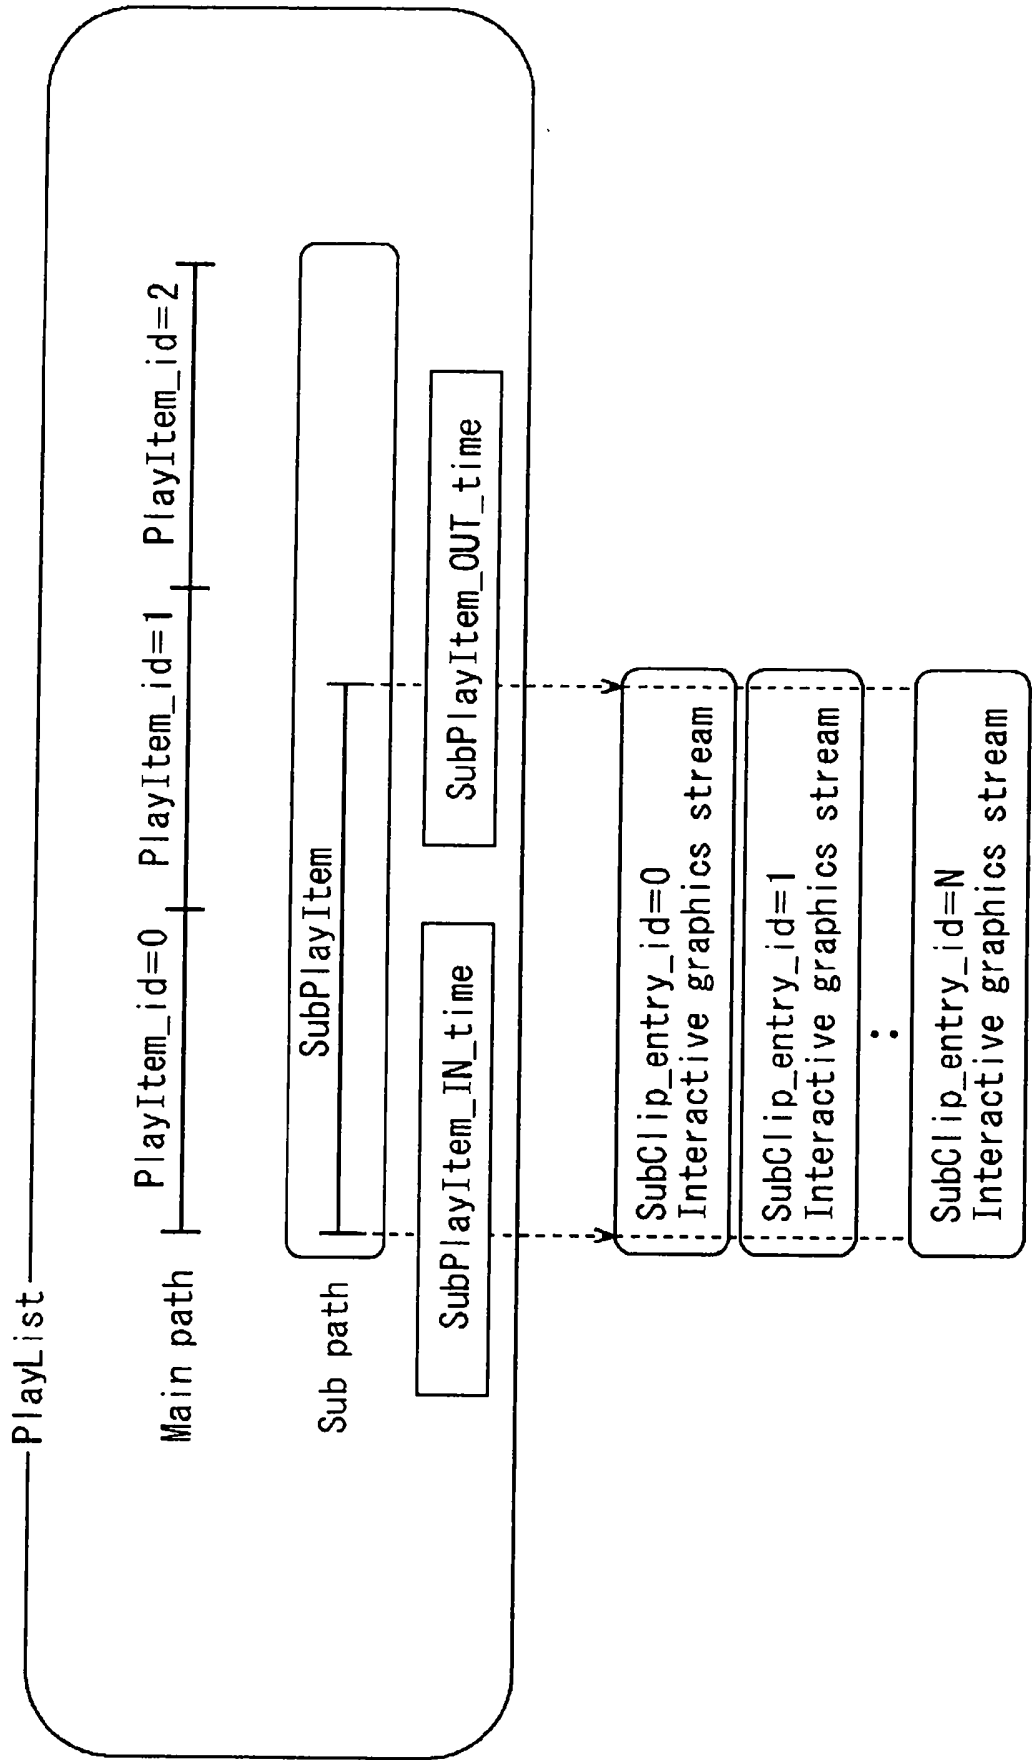 PlayList
Main path
PlayItem_id=0
PlayItem_id=1
PlayItem_id=2
Sub path
SubPlayItem
SubPlayItem_IN_time
SubPlayItem_OUT_time
SubClip_entry_id=0
Interactive graphics stream
SubClip_entry_id=1
Interactive graphics stream
:
SubClip_entry_id=N
Interactive graphics stream